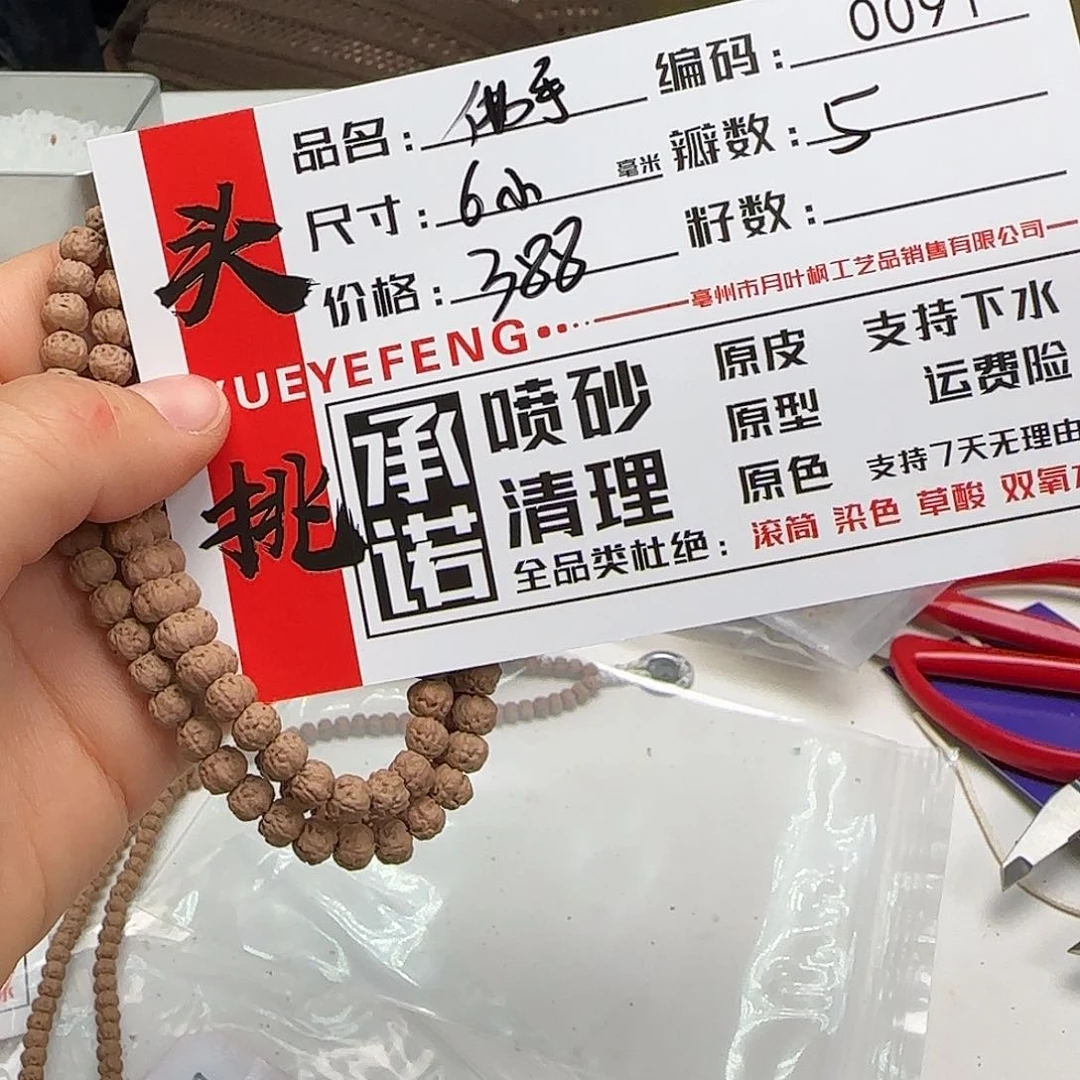 头挑
品名：佛手
编码：0091
尺寸：6小 毫米
瓣数：5
价格：388
籽数：
YUEYEFENG
亳州市月叶枫工艺品销售有限公司
承诺
喷砂
清理
原皮
原型
原色
支持下水
运费险
支持7天无理由
全品类杜绝：滚筒 染色 草酸 双氧水